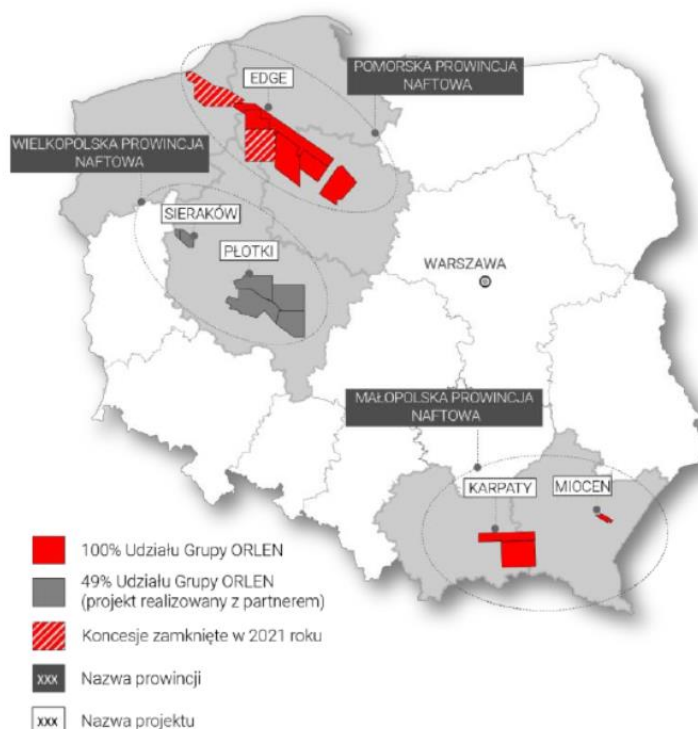 EDGE
POMORSKA PROWINCJA
NAFTOWA
WIELKOPOLSKA PROWINCJA
NAFTOWA
SIERAKÓW
PŁOTKI
WARSZAWA
MAŁOPOLSKA PROWINCJA
NAFTOWA
KARPATY
MIOCEN
100% Udziału Grupy ORLEN
49% Udziału Grupy ORLEN
(projekt realizowany z partnerem)
Koncesje zamknięte w 2021 roku
xxx Nazwa prowincji
xxx Nazwa projektu